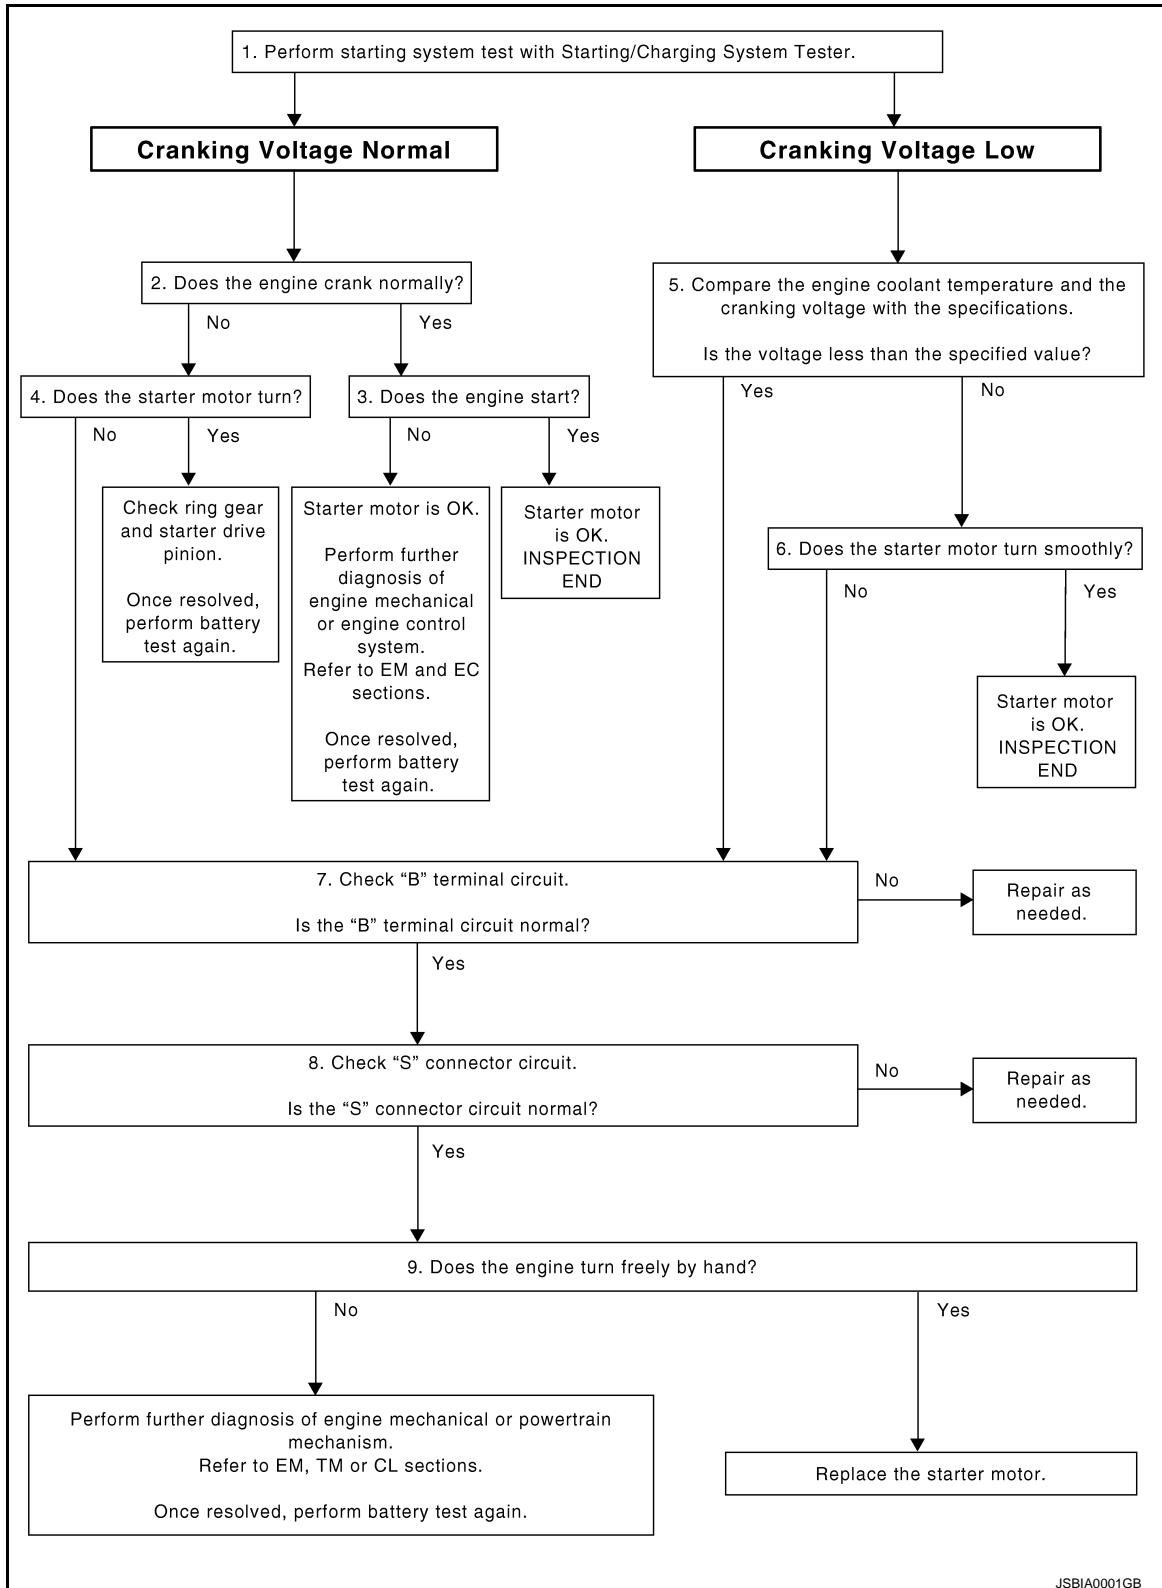 1. Perform starting system test with Starting/Charging System Tester.
Cranking Voltage Normal
Cranking Voltage Low
2. Does the engine crank normally?
No
Yes
5. Compare the engine coolant temperature and the
cranking voltage with the specifications.
Is the voltage less than the specified value?
4. Does the starter motor turn?
3. Does the engine start?
Yes
No
No
Yes
No
Yes
Check ring gear
and starter drive
pinion.
Once resolved,
perform battery
test again.
Starter motor is OK.
Perform further
diagnosis of
engine mechanical
or engine control
system.
Refer to EM and EC
sections.
Once resolved,
perform battery
test again.
Starter motor
is OK.
INSPECTION
END
6. Does the starter motor turn smoothly?
No
Yes
Starter motor
is OK.
INSPECTION
END
7. Check “B” terminal circuit.
Is the “B” terminal circuit normal?
No
Repair as
needed.
Yes
8. Check “S” connector circuit.
Is the “S” connector circuit normal?
No
Repair as
needed.
Yes
9. Does the engine turn freely by hand?
No
Yes
Perform further diagnosis of engine mechanical or powertrain
mechanism.
Refer to EM, TM or CL sections.
Once resolved, perform battery test again.
Replace the starter motor.
JSBIA0001GB